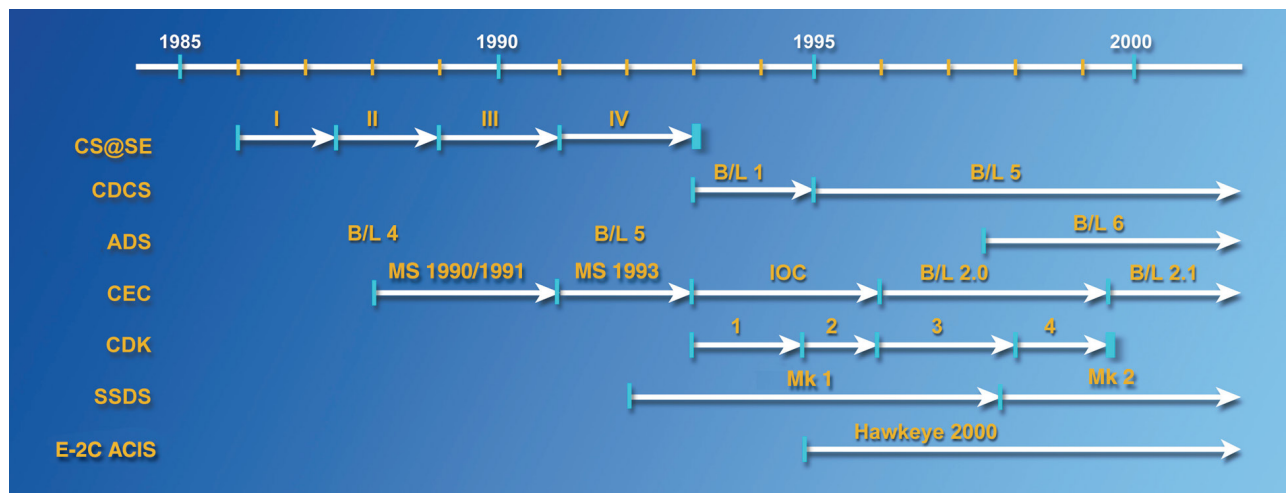 1985 1990 1995 2000
CS@SE I II III IV
CDCS B/L 1 B/L 5
ADS B/L 4 B/L 5 B/L 6
CEC MS 1990/1991 MS 1993 IOC B/L 2.0 B/L 2.1
CDK 1 2 3 4
SSDS Mk 1 Mk 2
E-2C ACIS Hawkeye 2000